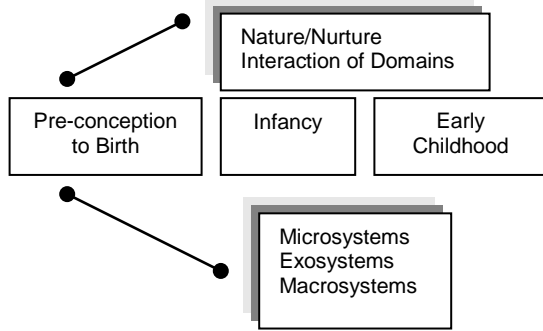 Nature/Nurture
Interaction of Domains
Pre-conception
to Birth
Infancy
Early
Childhood
Microsystems
Exosystems
Macrosystems